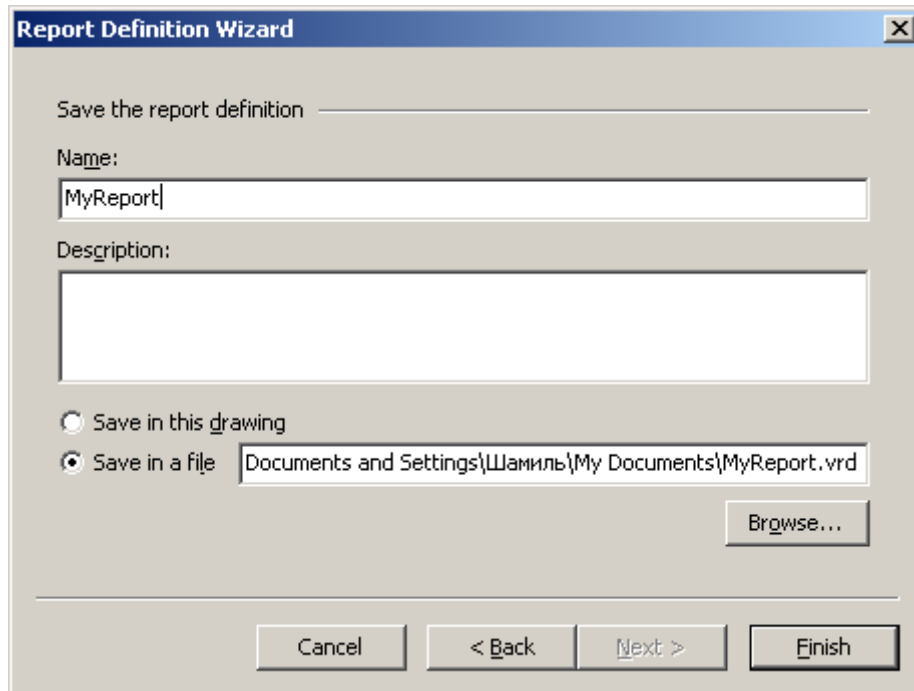 Report Definition Wizard
Save the report definition
Name:
MyReport
Description:
Save in this drawing
Save in a file Documents and Settings\Шамиль\My Documents\MyReport.vrd
Browse...
Cancel < Back Next > Finish